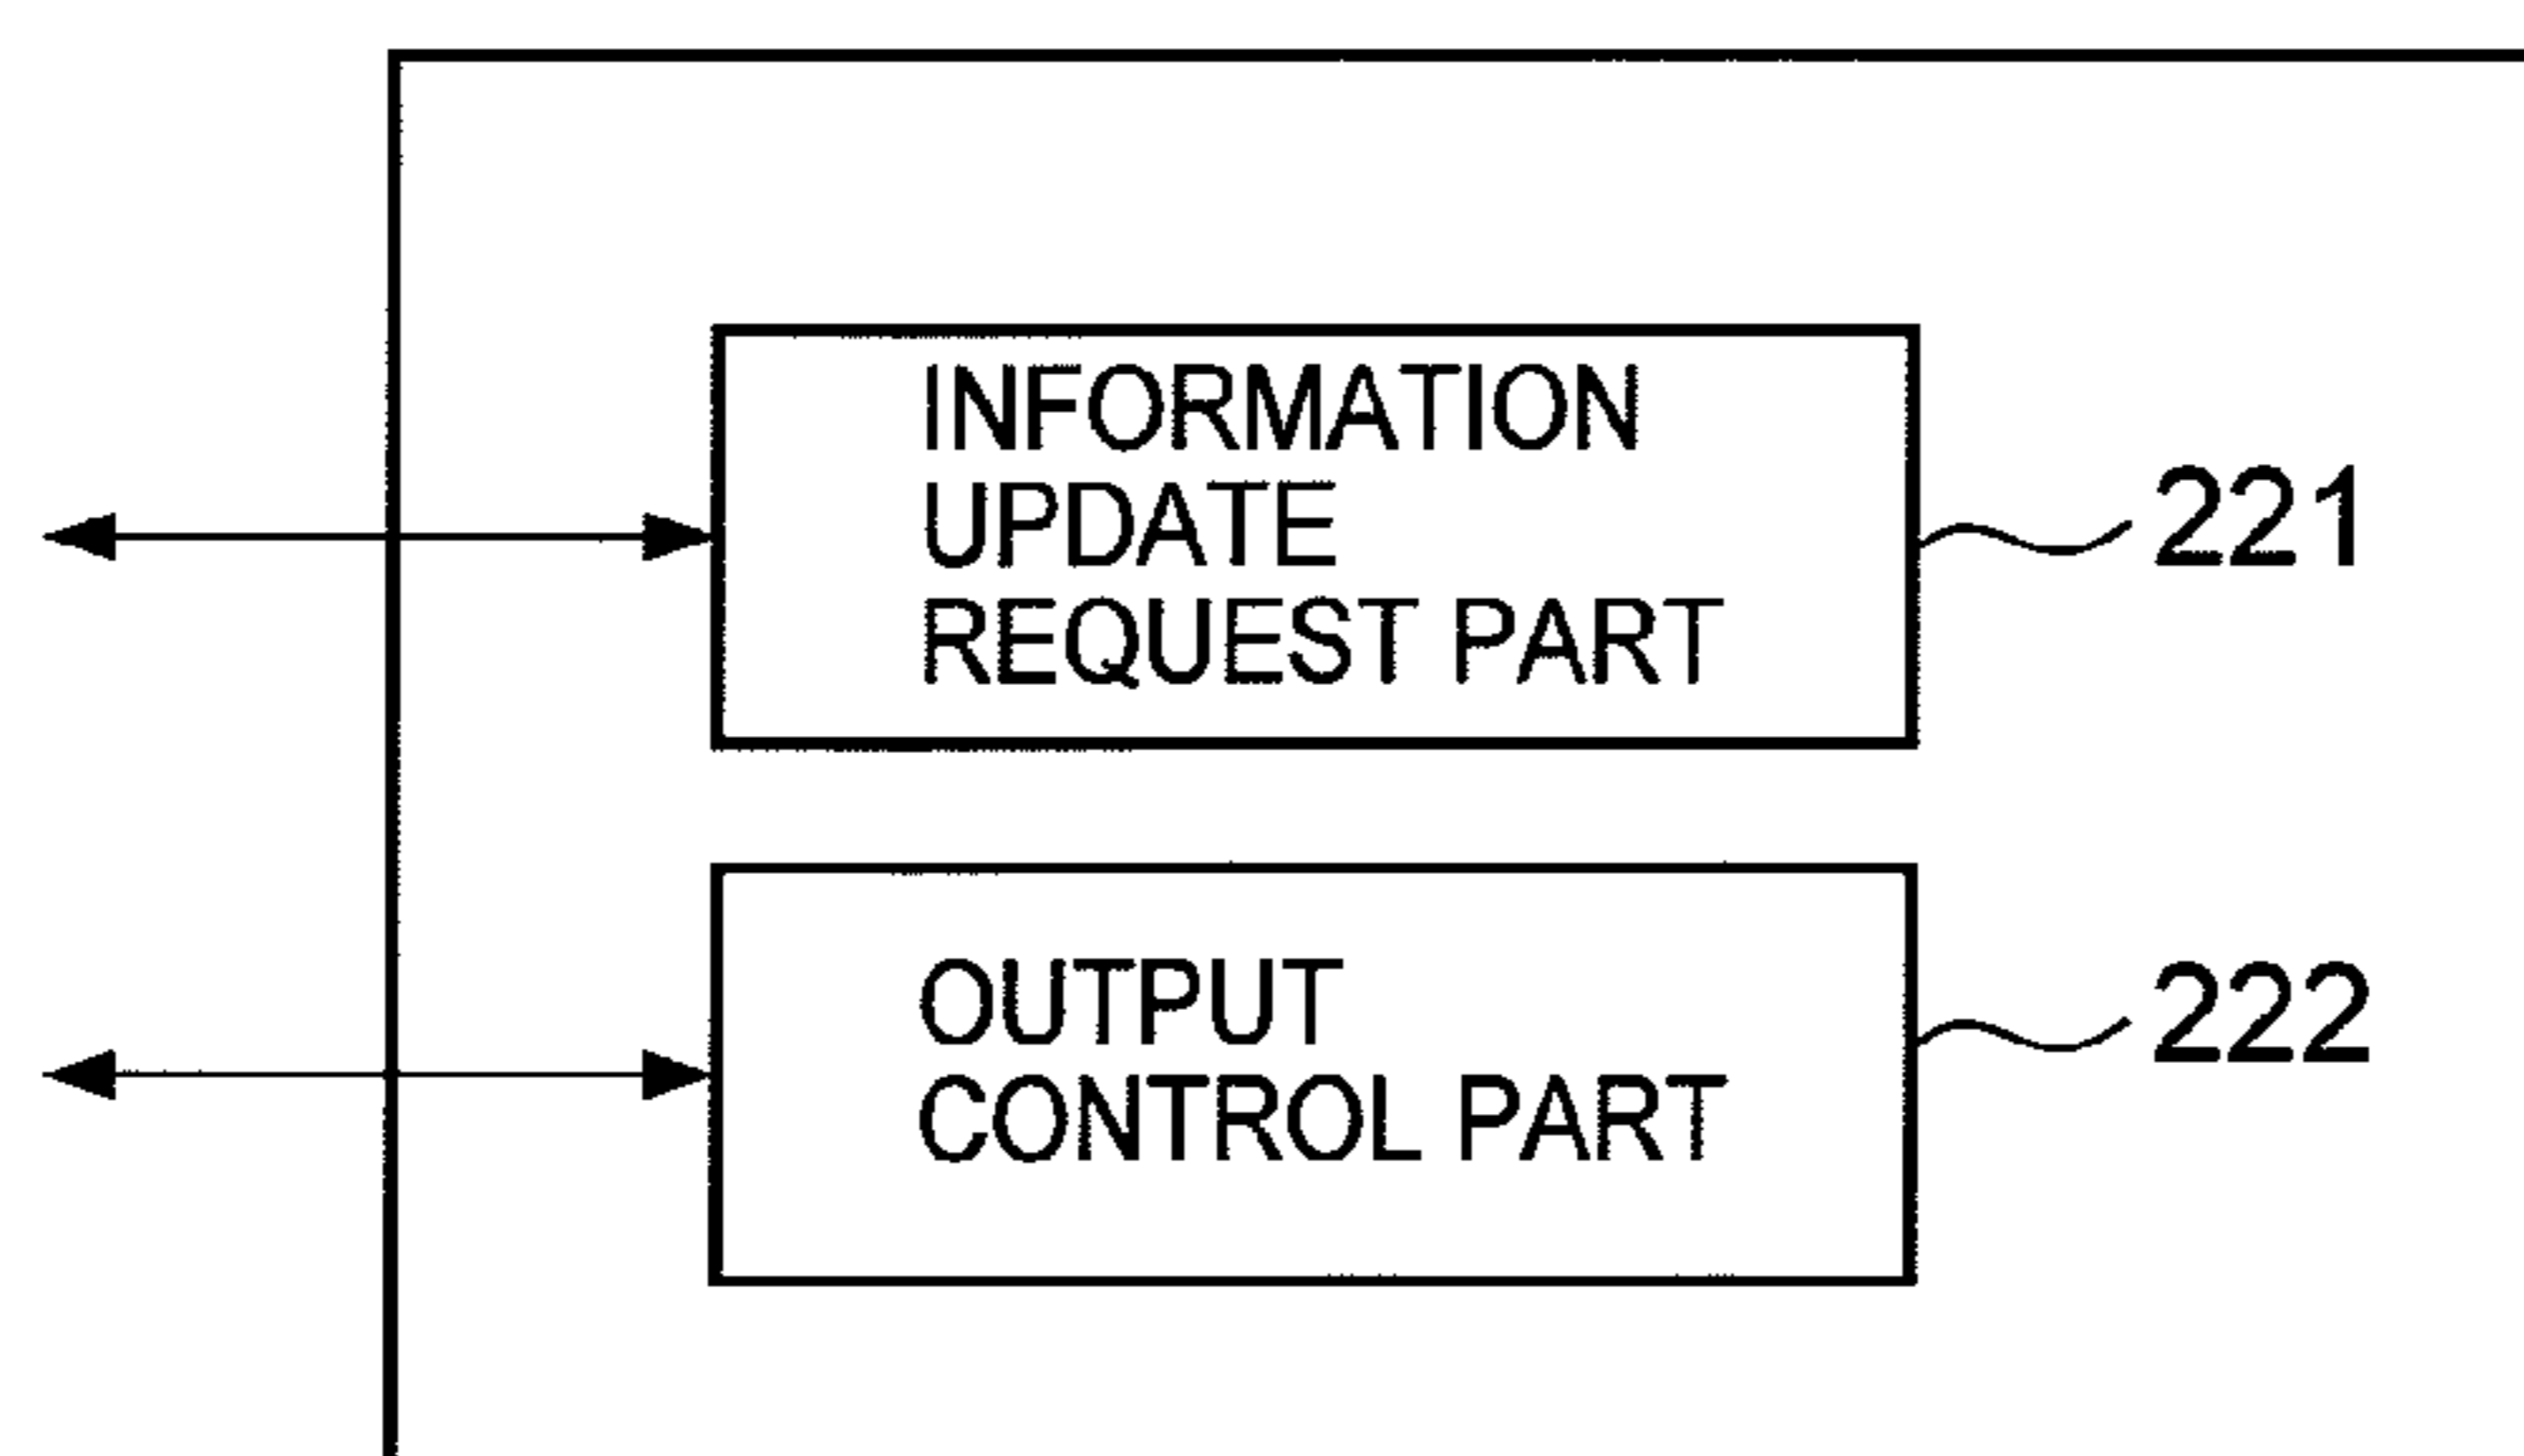 INFORMATION
UPDATE
REQUEST PART
221
OUTPUT
CONTROL PART
222